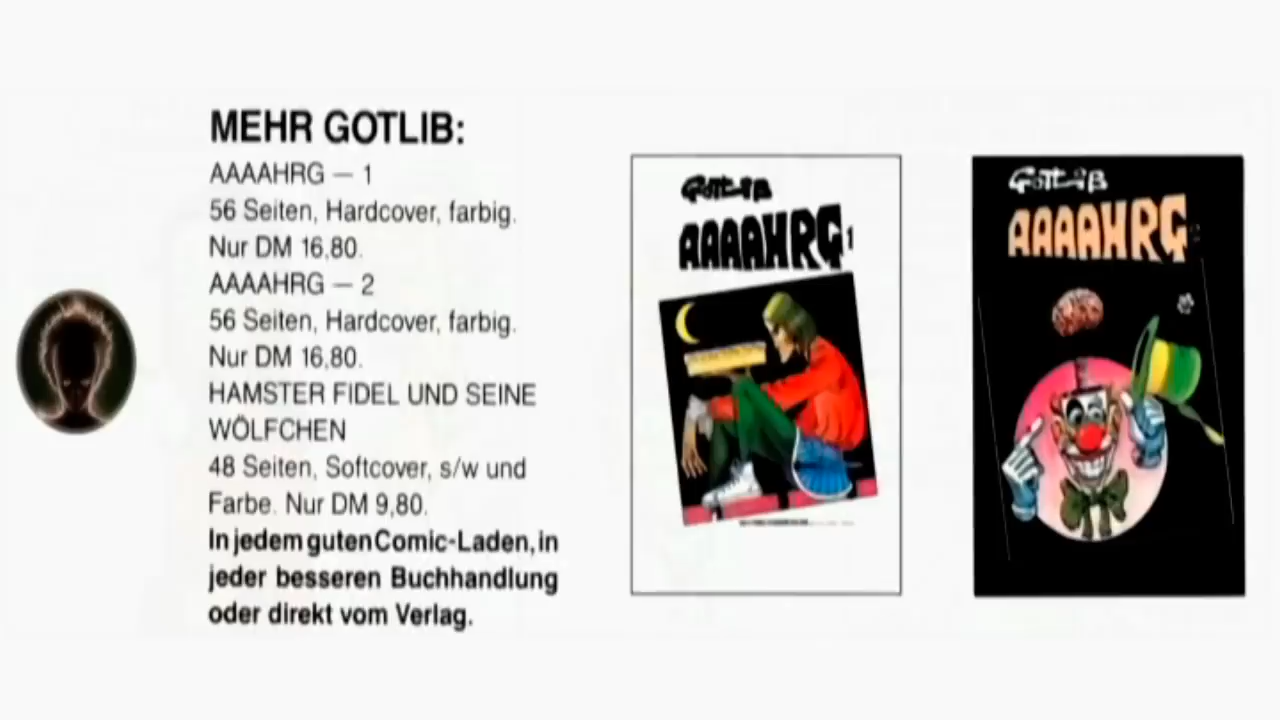 MEHR GOTLIB:
AAAAHRG — 1
56 Seiten, Hardcover, farbig.
Nur DM 16,80.
AAAAHRG — 2
56 Seiten, Hardcover, farbig.
Nur DM 16,80.
HAMSTER FIDEL UND SEINE
WÖLFCHEN
48 Seiten, Softcover, s/w und
Farbe. Nur DM 9,80.
In jedem guten Comic-Laden, in
jeder besseren Buchhandlung
oder direkt vom Verlag.
GOTLIB
AAAAHRG 1
GOTLIB
AAAAHRG